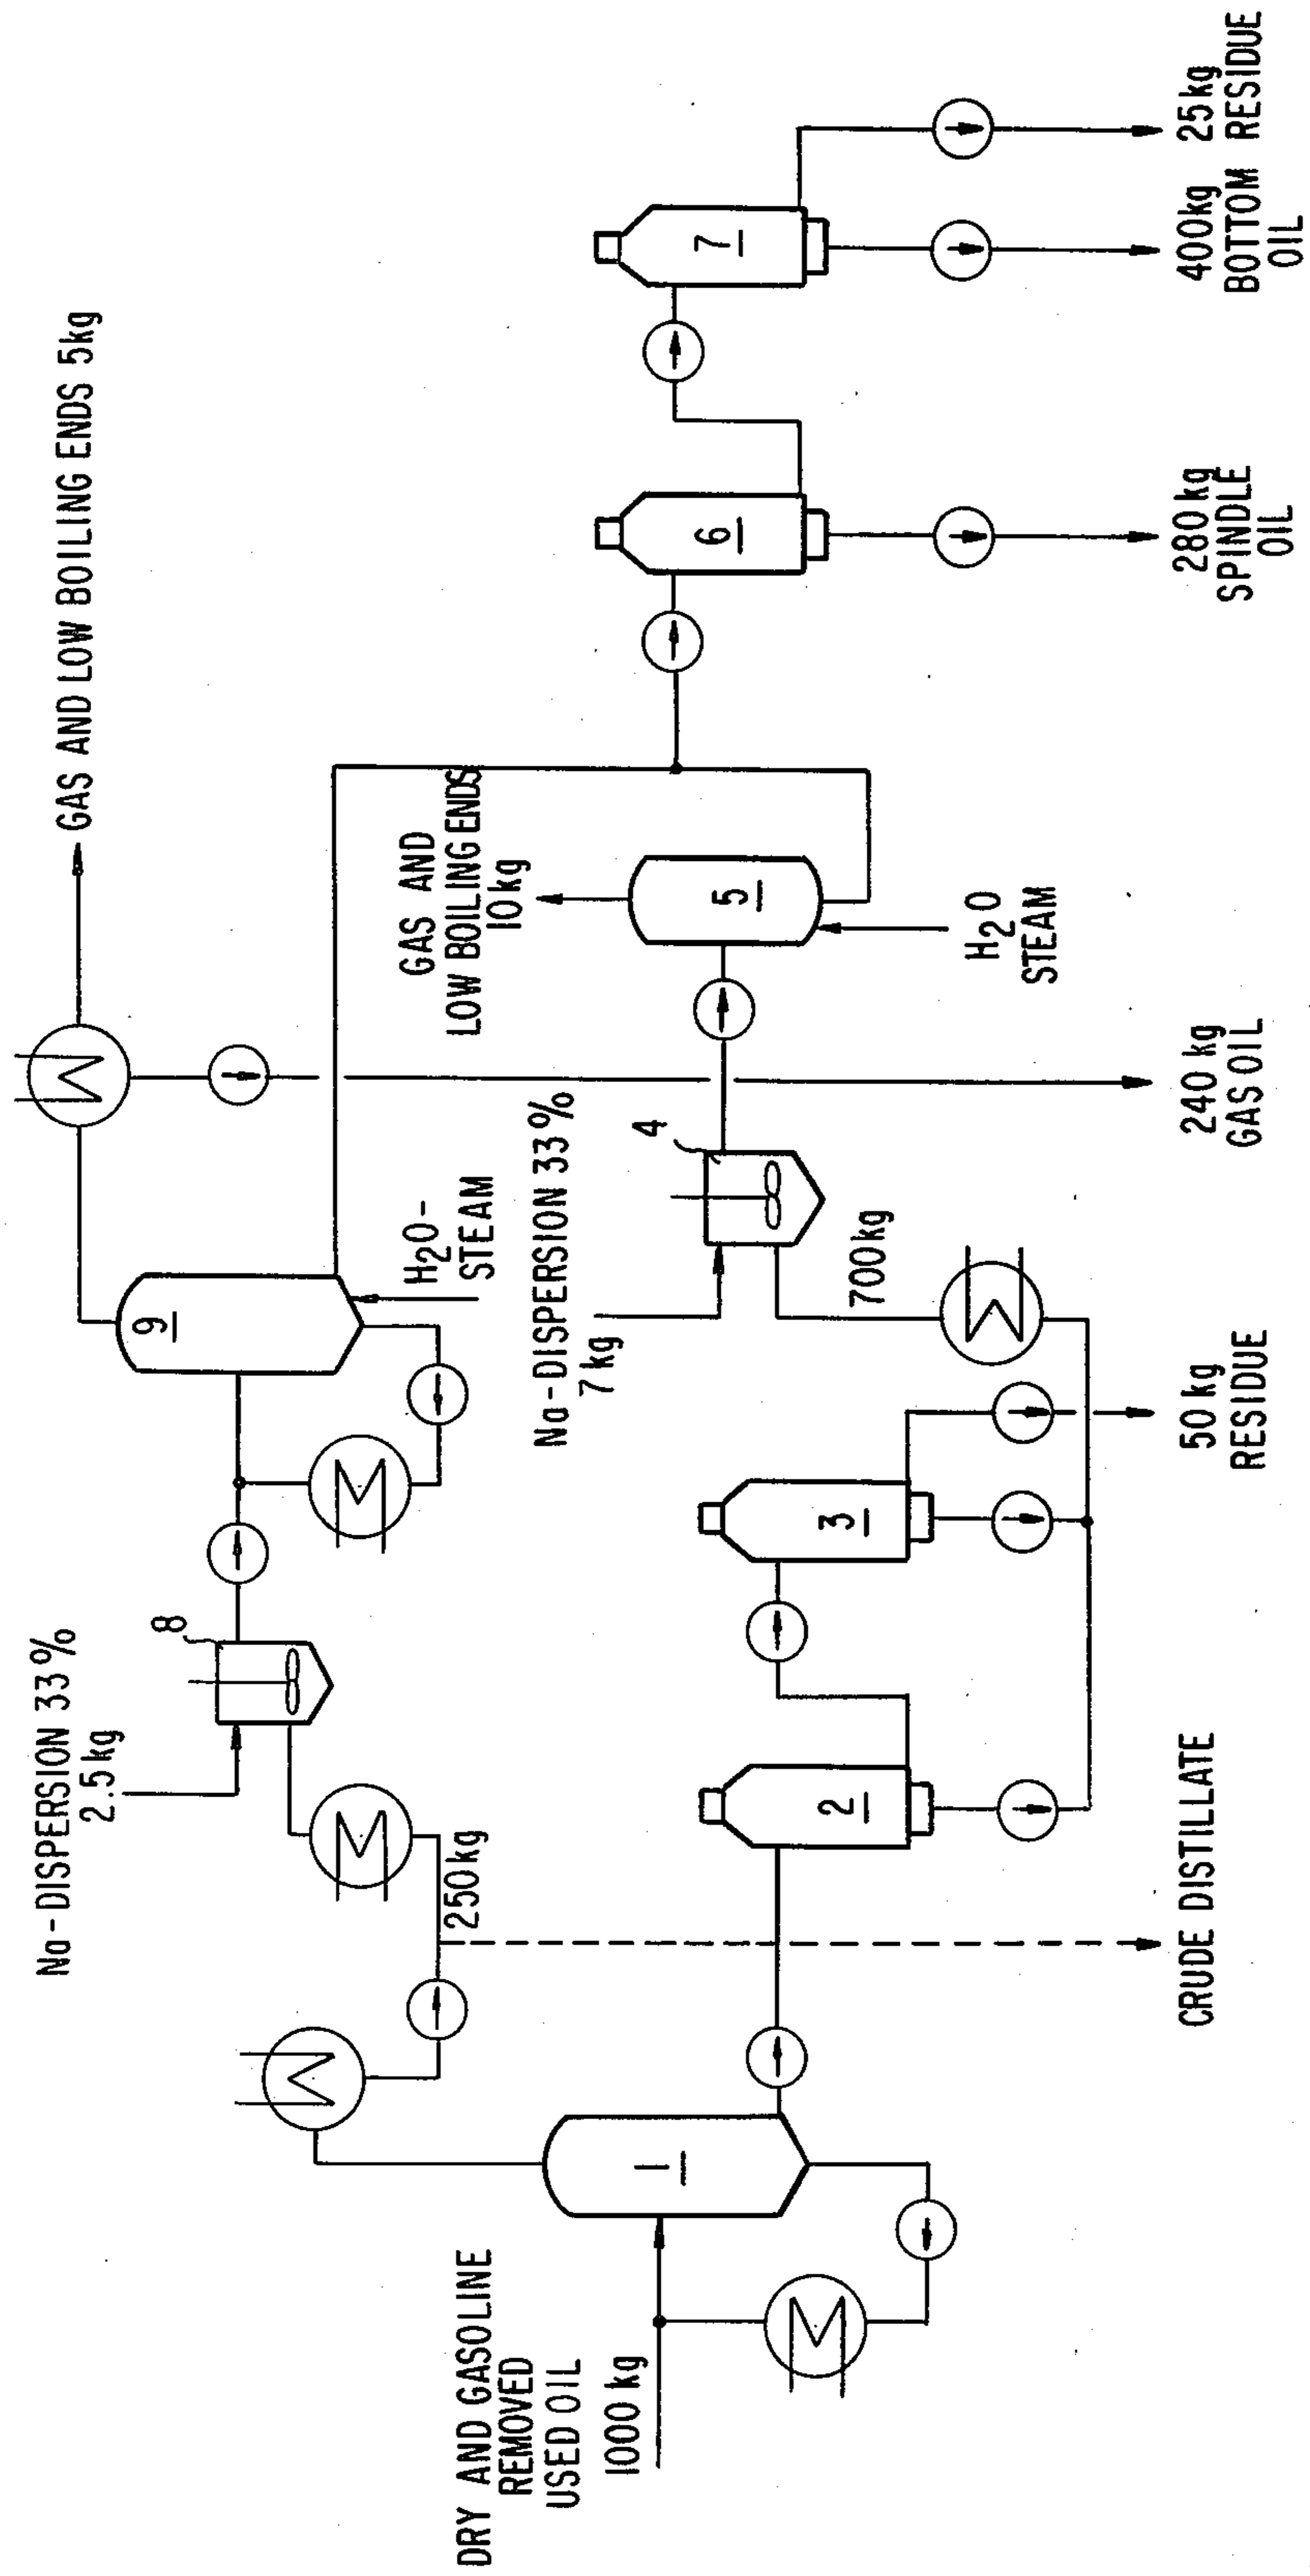 GAS AND LOW BOILING ENDS 5kg
Na-DISPERSION 33%
2.5kg
8
9
H2O-
STEAM
250kg
DRY AND GASOLINE
REMOVED
USED OIL
1000 kg
1
2
3
Na-DISPERSION 33%
7kg
4
700kg
GAS AND
LOW BOILING ENDS
10kg
5
H2O
STEAM
6
7
CRUDE DISTILLATE
50kg
RESIDUE
240 kg
GAS OIL
280kg
SPINDLE
OIL
400kg
BOTTOM
OIL
25kg
RESIDUE